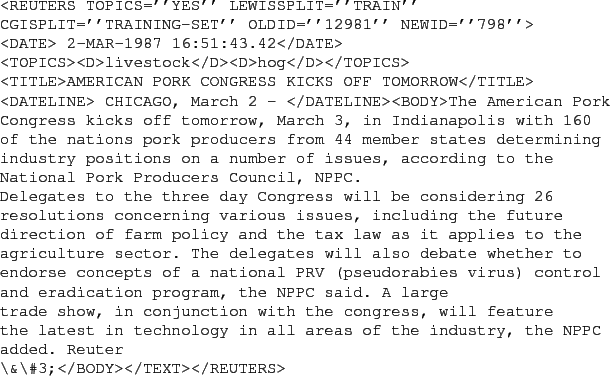 <REUTERS TOPICS=''YES'' LEWISSPLIT=''TRAIN''
CGISPLIT=''TRAINING-SET'' OLDID=''12981'' NEWID=''798''>
<DATE> 2-MAR-1987 16:51:43.42</DATE>
<TOPICS><D>livestock</D><D>hog</D></TOPICS>
<TITLE>AMERICAN PORK CONGRESS KICKS OFF TOMORROW</TITLE>
<DATELINE> CHICAGO, March 2 - </DATELINE><BODY>The American Pork
Congress kicks off tomorrow, March 3, in Indianapolis with 160
of the nations pork producers from 44 member states determining
industry positions on a number of issues, according to the
National Pork Producers Council, NPPC.
Delegates to the three day Congress will be considering 26
resolutions concerning various issues, including the future
direction of farm policy and the tax law as it applies to the
agriculture sector. The delegates will also debate whether to
endorse concepts of a national PRV (pseudorabies virus) control
and eradication program, the NPPC said. A large
trade show, in conjunction with the congress, will feature
the latest in technology in all areas of the industry, the NPPC
added. Reuter
\&\#3;</BODY></TEXT></REUTERS>